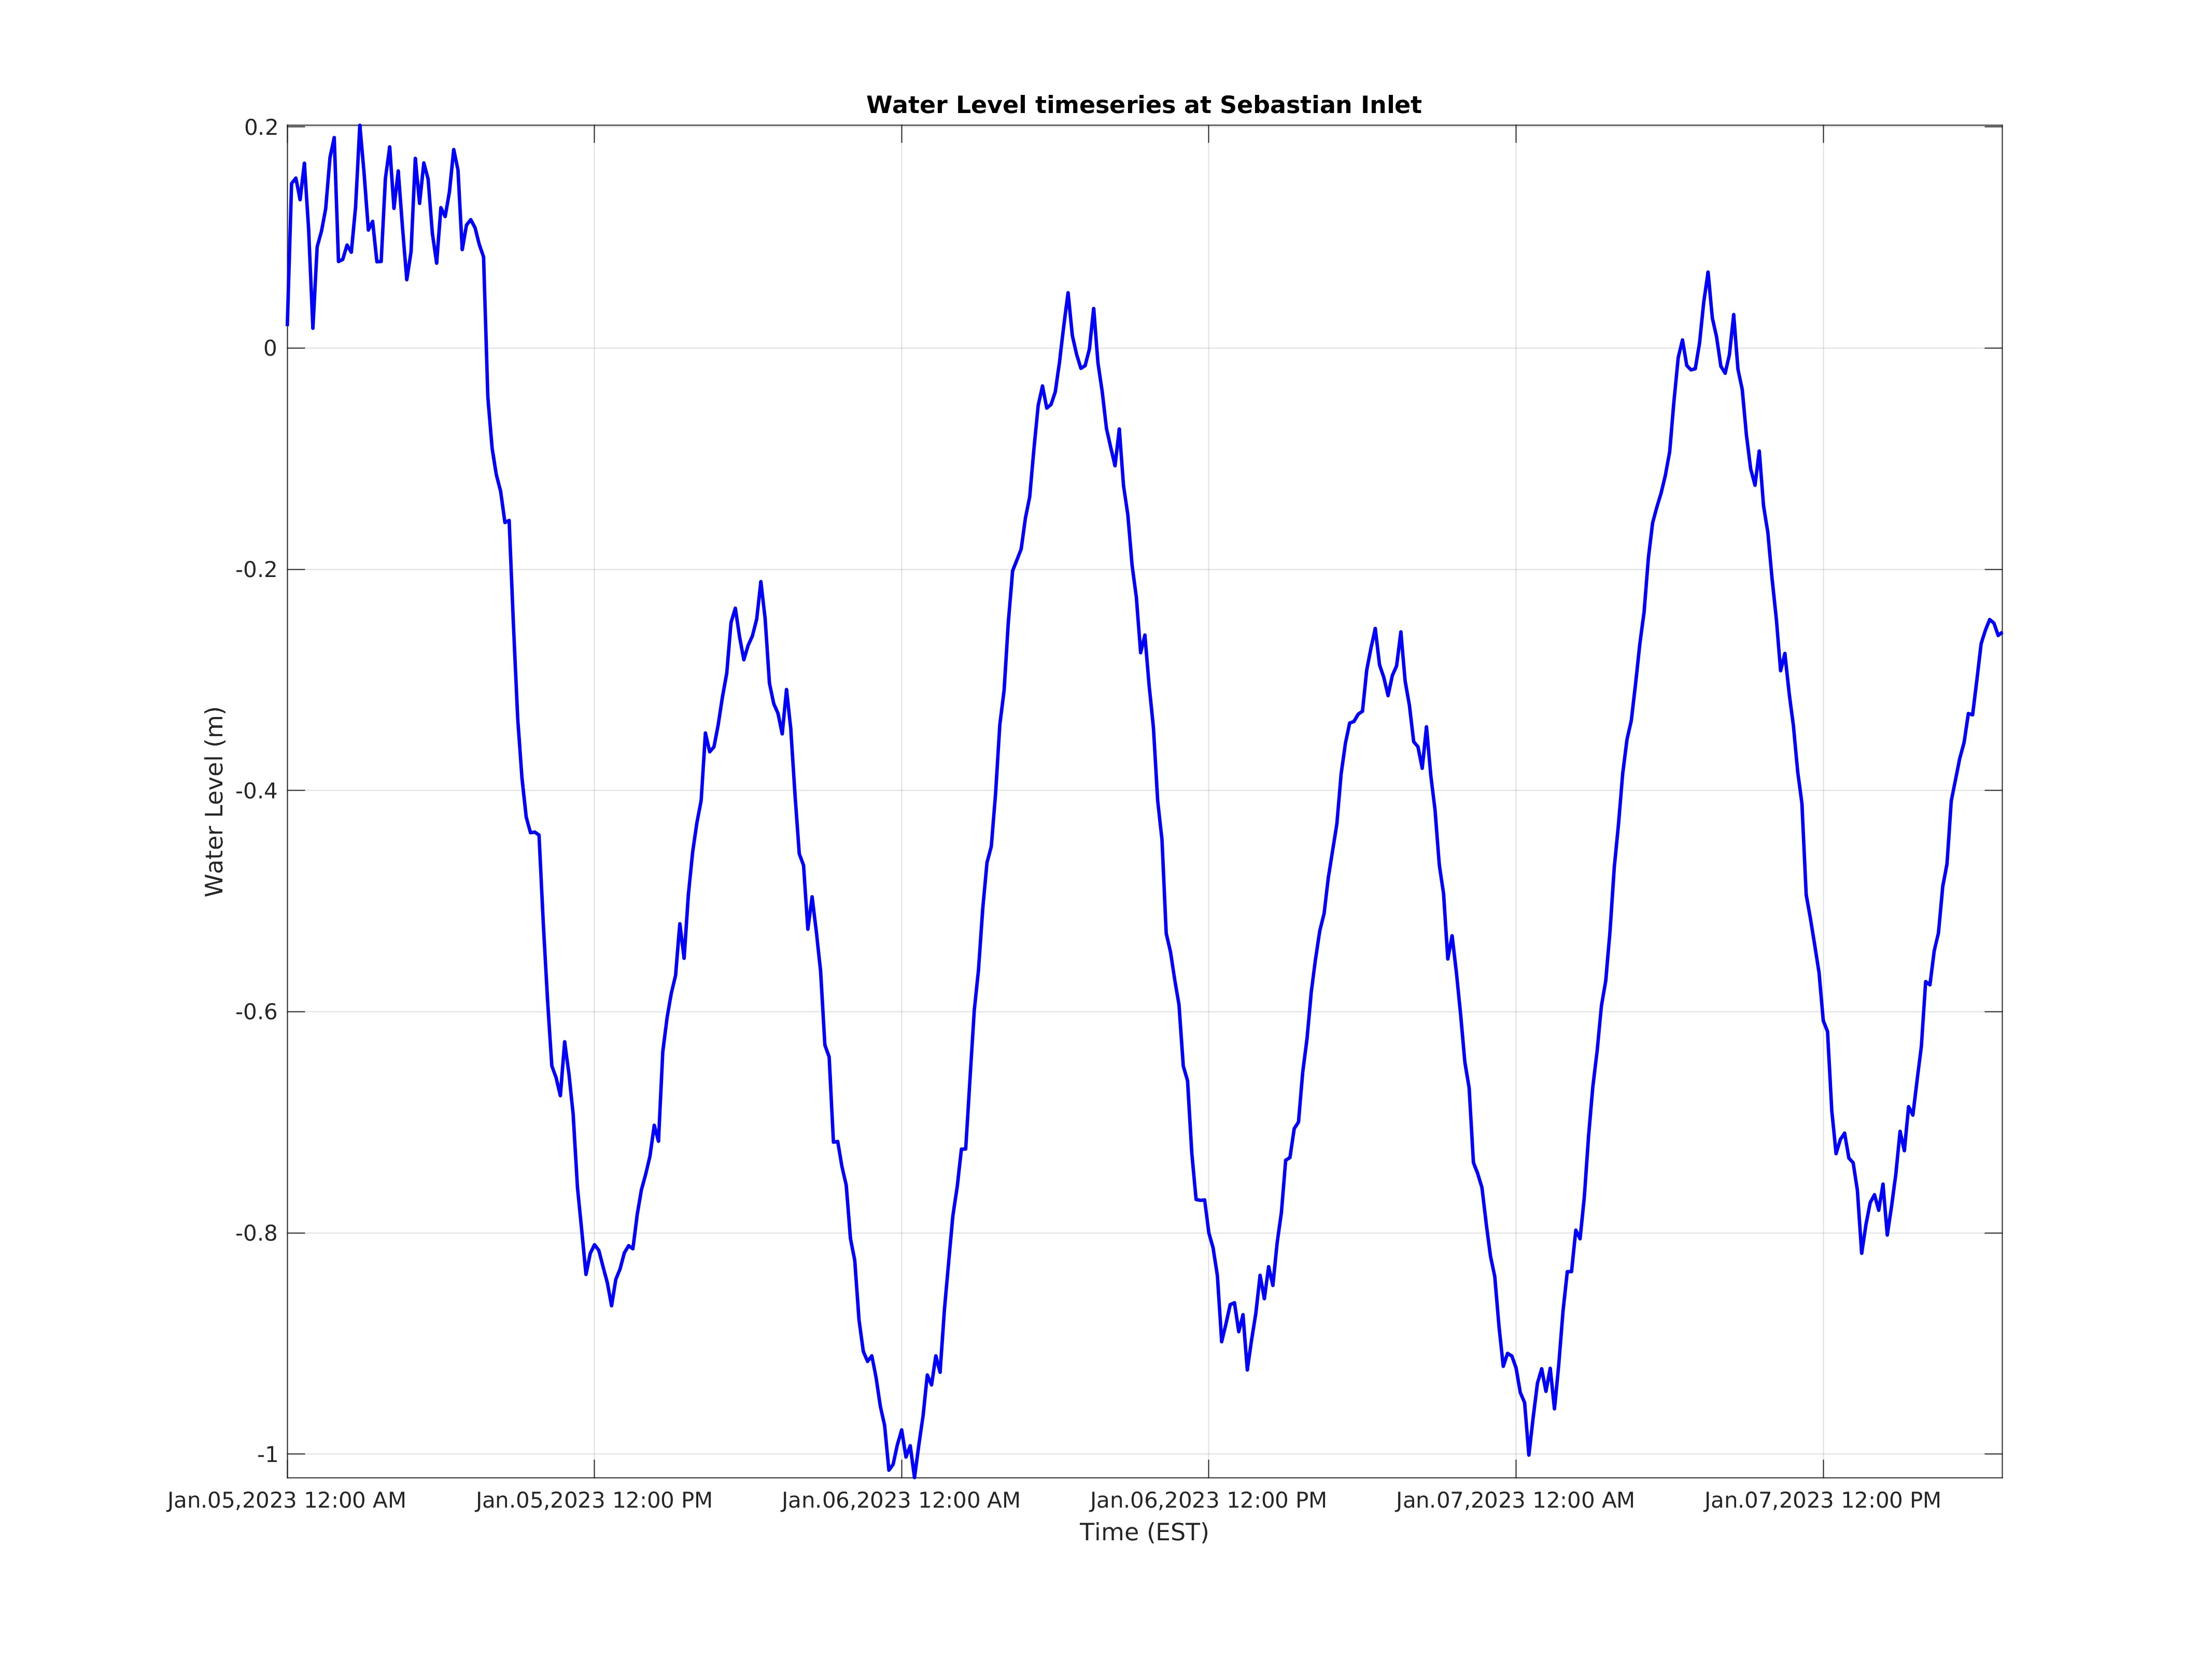 Water Level timeseries at Sebastian Inlet
0.2
0
-0.2
-0.4
-0.6
-0.8
-1
Water Level (m)
Jan.05,2023 12:00 AM
Jan.05,2023 12:00 PM
Jan.06,2023 12:00 AM
Jan.06,2023 12:00 PM
Jan.07,2023 12:00 AM
Jan.07,2023 12:00 PM
Time (EST)